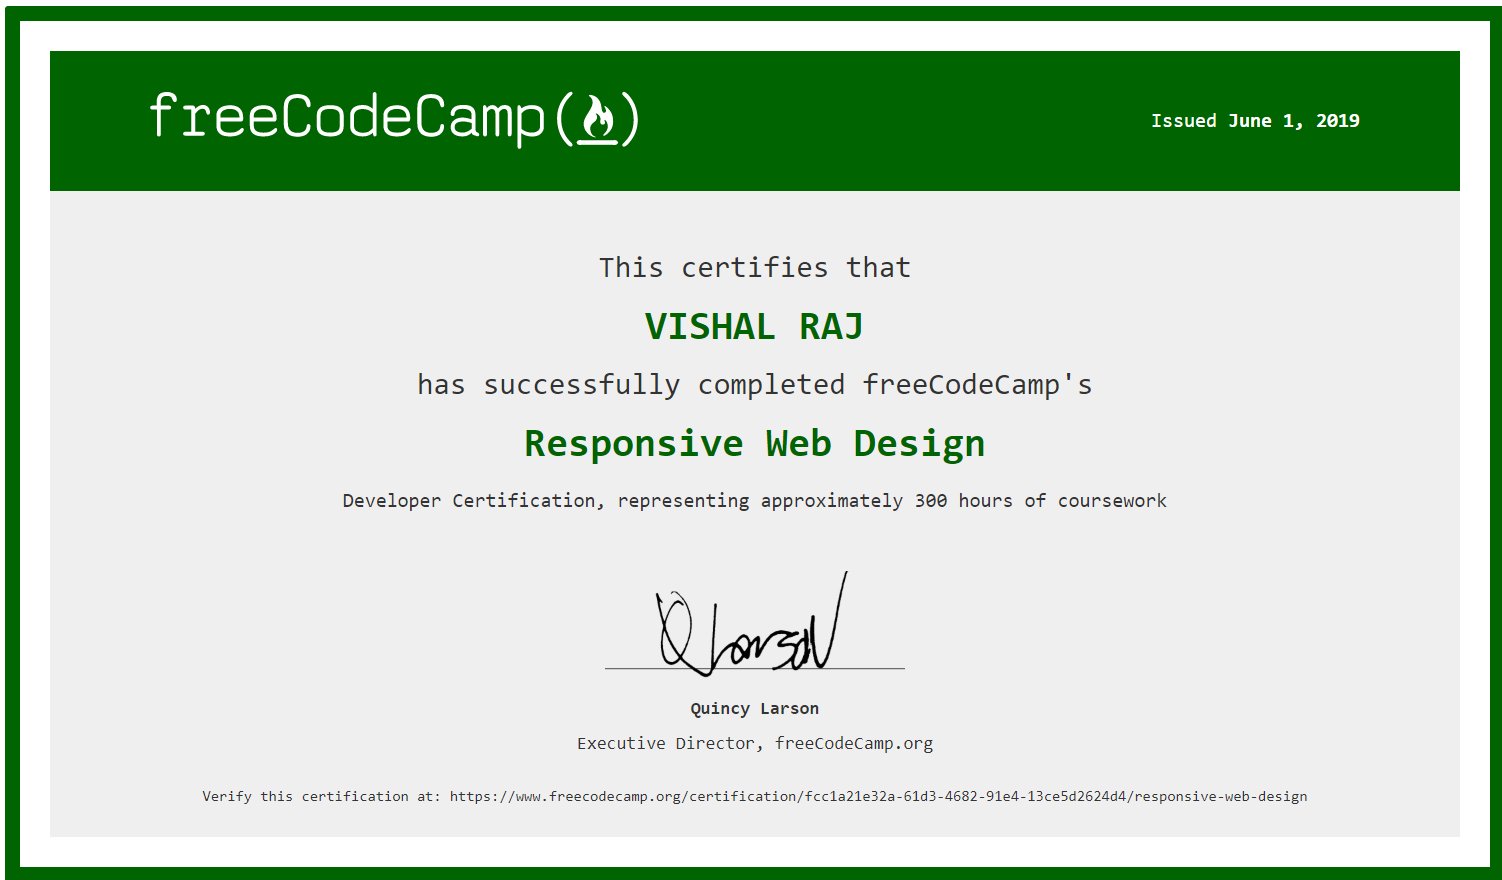 freeCodeCamp(🔥)
Issued June 1, 2019
This certifies that
VISHAL RAJ
has successfully completed freeCodeCamp's
Responsive Web Design
Developer Certification, representing approximately 300 hours of coursework
Q Larson
Quincy Larson
Executive Director, freeCodeCamp.org
Verify this certification at: https://www.freecodecamp.org/certification/fcc1a21e32a-61d3-4682-91e4-13ce5d2624d4/responsive-web-design